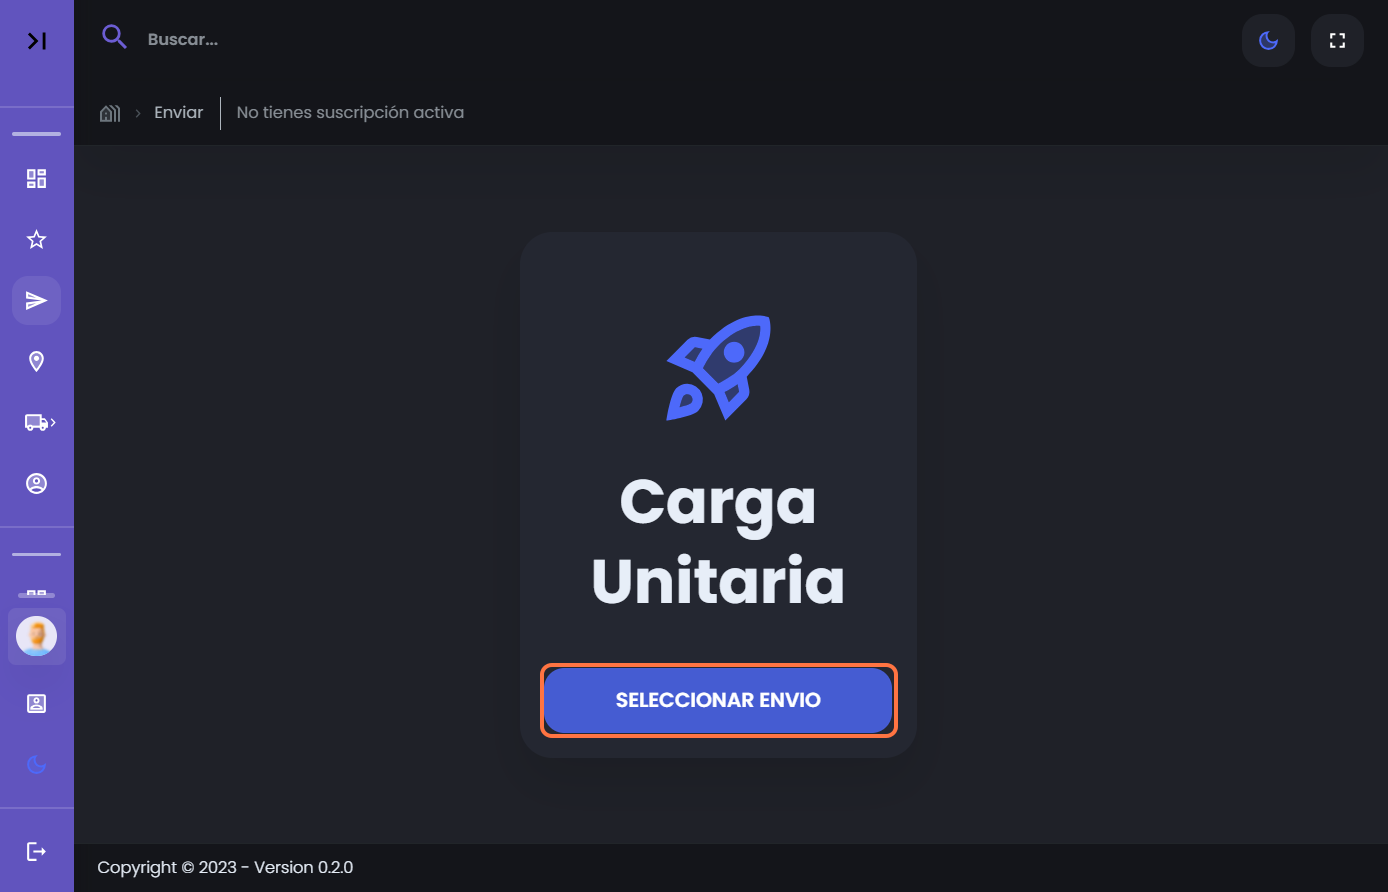 Buscar...
Enviar
No tienes suscripción activa
Carga
Unitaria
SELECCIONAR ENVIO
Copyright © 2023 - Version 0.2.0